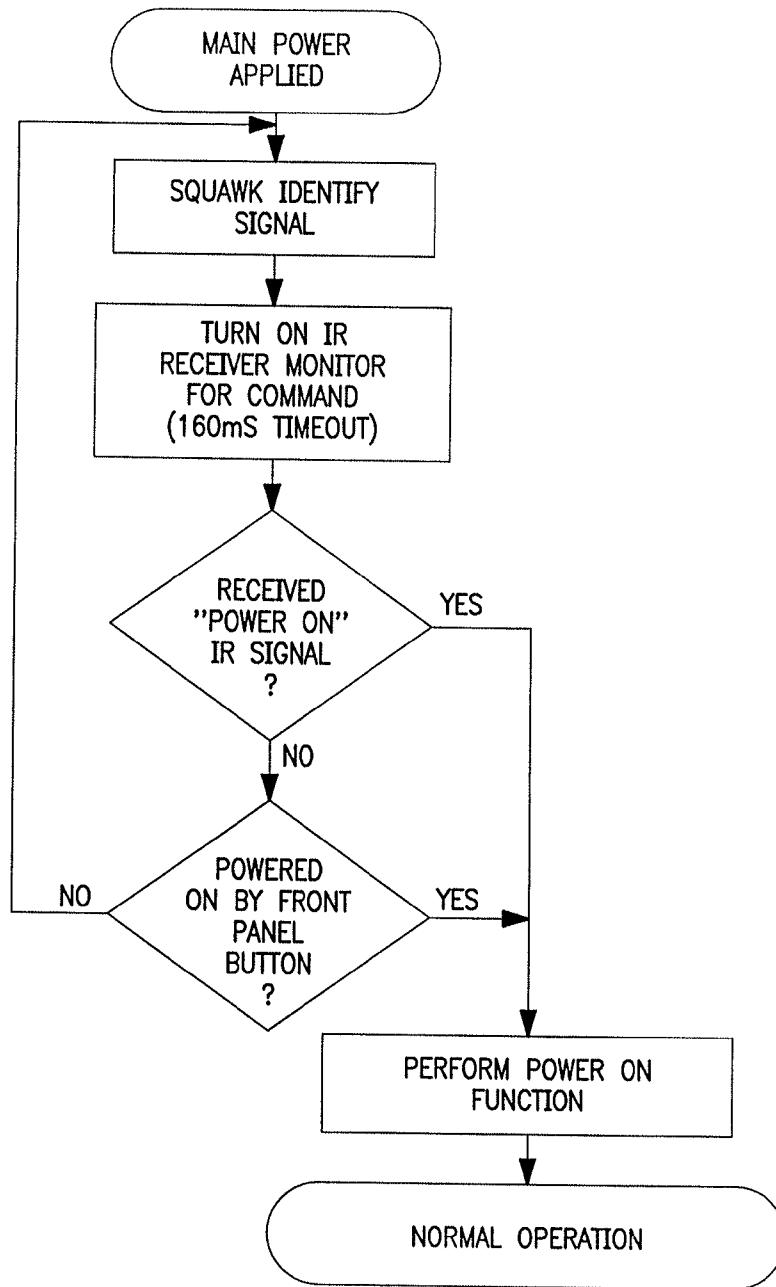 MAIN POWER
APPLIED
SQUAWK IDENTIFY
SIGNAL
TURN ON IR
RECEIVER MONITOR
FOR COMMAND
(160mS TIMEOUT)
RECEIVED
"POWER ON"
IR SIGNAL
?
YES
NO
POWERED
ON BY FRONT
PANEL
BUTTON
?
NO
YES
PERFORM POWER ON
FUNCTION
NORMAL OPERATION